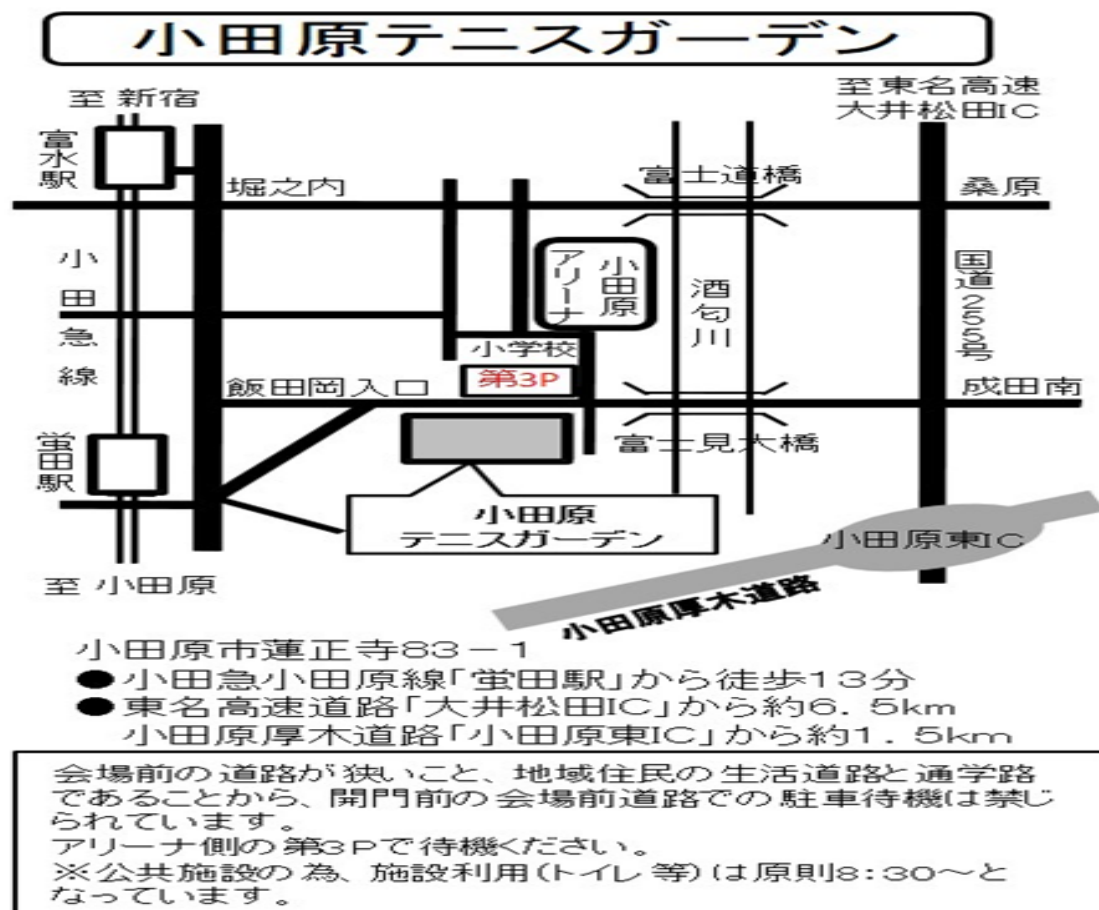 小田原テニスガーデン
至 新宿
至東名高速
大井松田IC
富水駅
堀之内
富士道橋
桑原
小田急線
小田原
アリーナ
酒匂川
国道255号
小学校
第3P
飯田岡入口
成田南
蛍田駅
富士見大橋
小田原
テニスガーデン
小田原東IC
至 小田原
小田原厚木道路
小田原市蓮正寺83-1
●小田急小田原線「蛍田駅」から徒歩13分
●東名高速道路「大井松田IC」から約6.5km
小田原厚木道路「小田原東IC」から約1.5km
会場前の道路が狭いこと、地域住民の生活道路と通学路
であることから、開門前の会場前道路での駐車待機は禁じ
られています。
アリーナ側の第3Pで待機ください。
※公共施設の為、施設利用(トイレ等)は原則8:30~と
なっています。